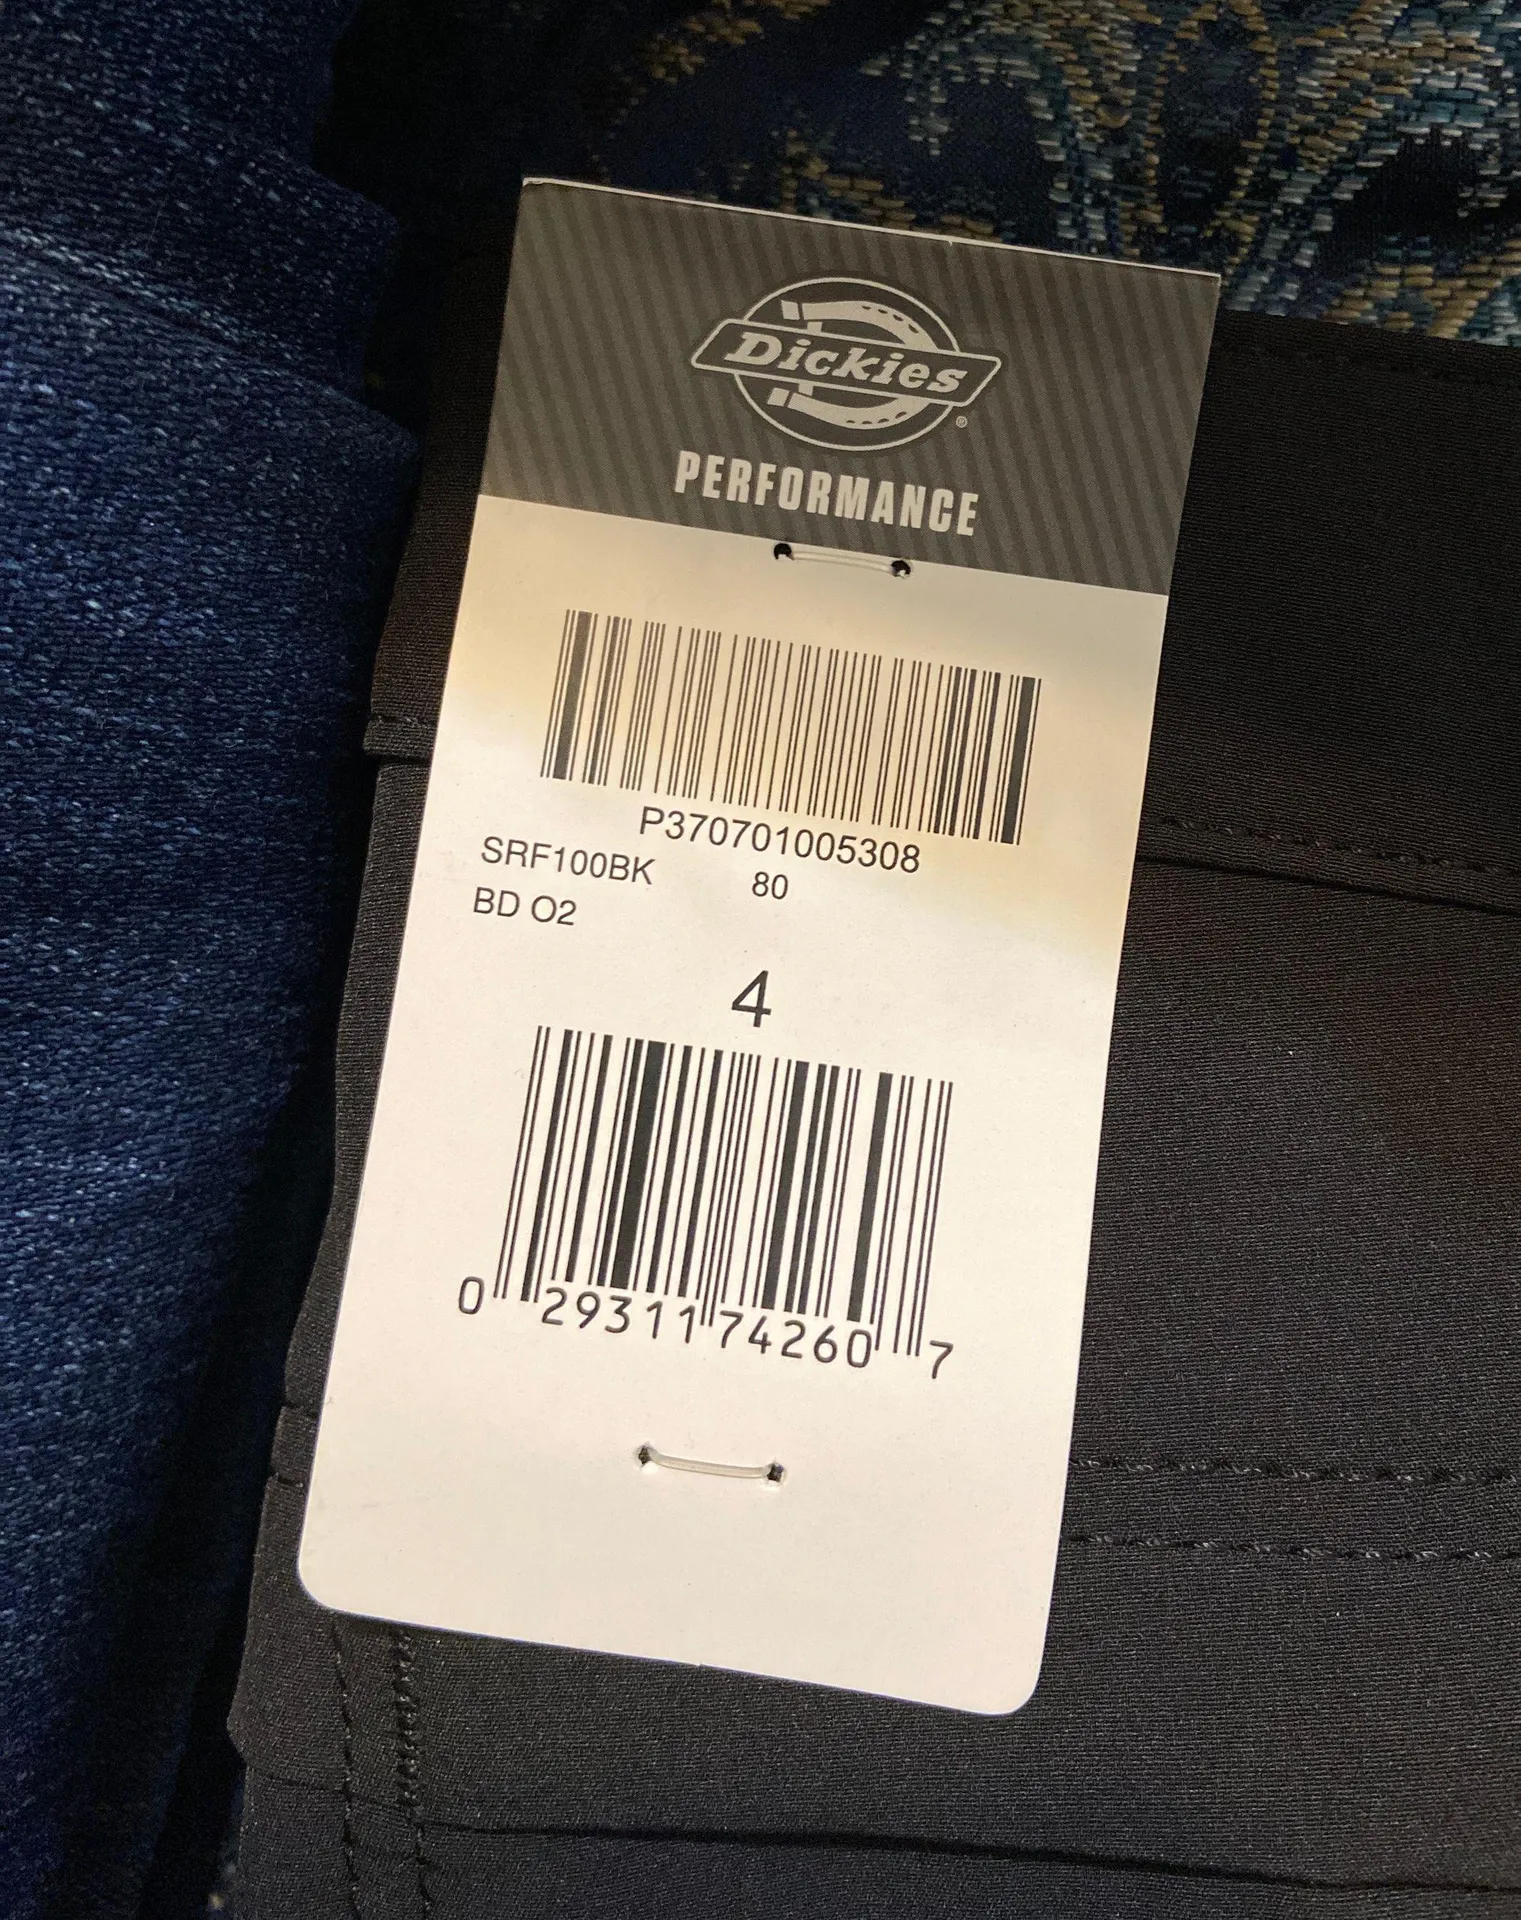 Dickies®
PERFORMANCE
P370701005308
SRF100BK 80
BD O2
4
0 29311 74260 7